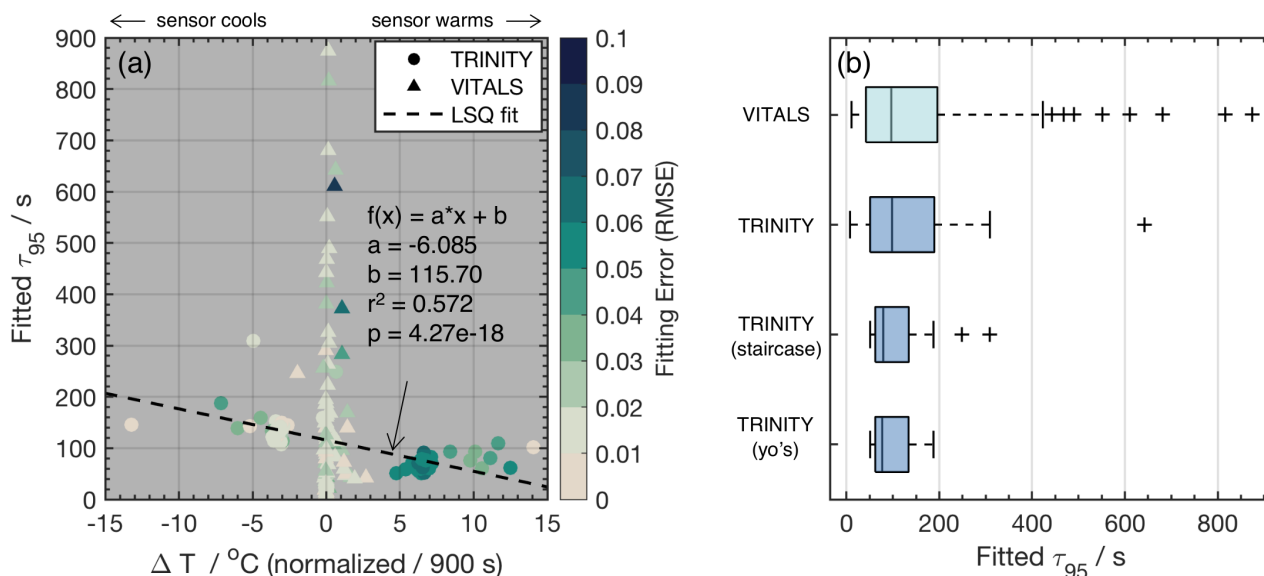 ← sensor cools
sensor warms →
(a)
TRINITY
VITALS
LSQ fit
900
800
700
600
500
400
300
200
100
0
Fitted τ95 / s
f(x) = a*x + b
a = -6.085
b = 115.70
r² = 0.572
p = 4.27e-18
-15
-10
-5
0
5
10
15
Δ T / °C (normalized / 900 s)
0.1
0.09
0.08
0.07
0.06
0.05
0.04
0.03
0.02
0.01
0
Fitting Error (RMSE)
(b)
VITALS
TRINITY
TRINITY
(staircase)
TRINITY
(yo's)
0
200
400
600
800
Fitted τ95 / s